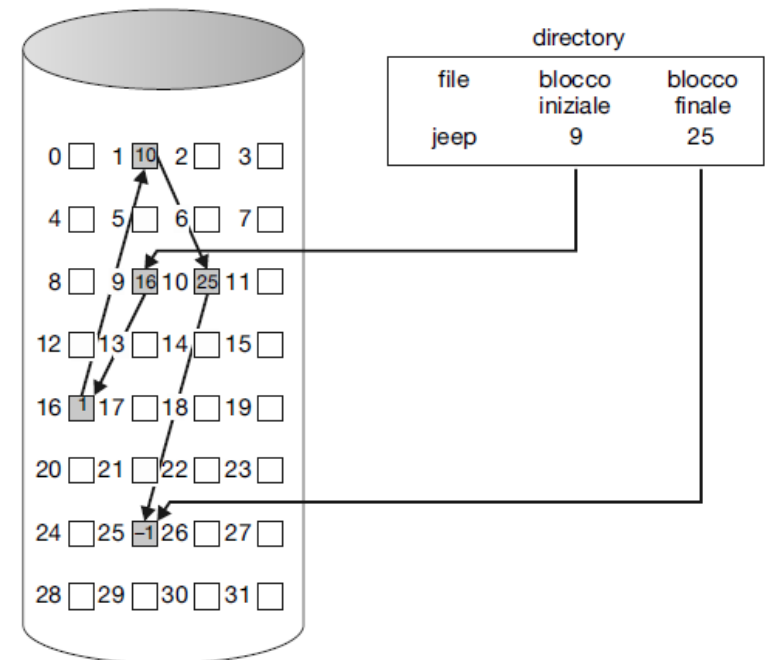 directory
file blocco iniziale blocco finale
jeep 9 25
0 1 10 2 3
4 5 6 7
8 9 16 10 25 11
12 13 14 15
16 1 17 18 19
20 21 22 23
24 25 –1 26 27
28 29 30 31